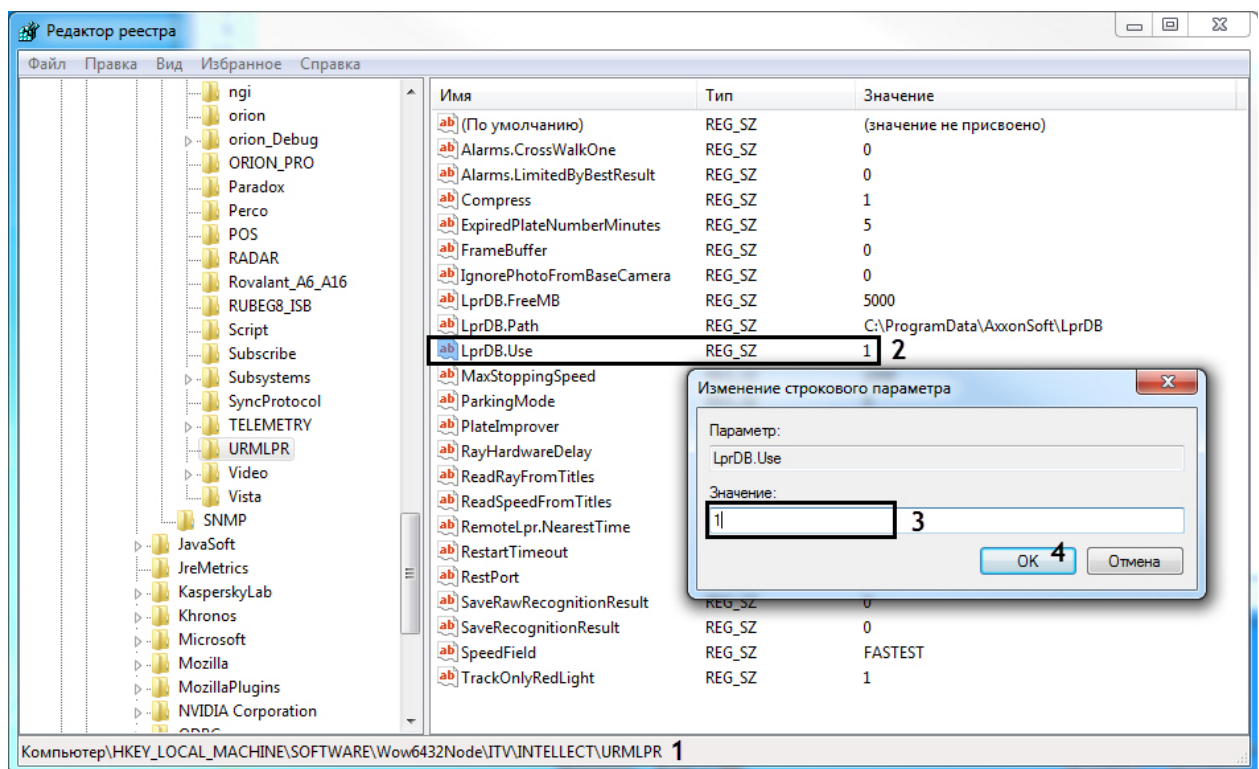 Редактор реестра
Файл Правка Вид Избранное Справка
ngi
orion
orion_Debug
ORION_PRO
Paradox
Perco
POS
RADAR
Rovalant_A6_A16
RUBEG8_ISB
Script
Subscribe
Subsystems
SyncProtocol
TELEMETRY
URMLPR
Video
Vista
SNMP
JavaSoft
JreMetrics
KasperskyLab
Khronos
Microsoft
Mozilla
MozillaPlugins
NVIDIA Corporation
Имя Тип Значение
(По умолчанию) REG_SZ (значение не присвоено)
Alarms.CrossWalkOne REG_SZ 0
Alarms.LimitedByBestResult REG_SZ 0
Compress REG_SZ 1
ExpiredPlateNumberMinutes REG_SZ 5
FrameBuffer REG_SZ 0
IgnorePhotoFromBaseCamera REG_SZ 0
LprDB.FreeMB REG_SZ 5000
LprDB.Path REG_SZ C:\ProgramData\AxxonSoft\LprDB
LprDB.Use REG_SZ 1 2
MaxStoppingSpeed
ParkingMode
PlateImprover
RayHardwareDelay
ReadRayFromTitles
ReadSpeedFromTitles
RemoteLpr.NearestTime
RestartTimeout
RestPort
SaveRawRecognitionResult REG_SZ 0
SaveRecognitionResult REG_SZ 0
SpeedField REG_SZ FASTEST
TrackOnlyRedLight REG_SZ 1
Изменение строкового параметра
Параметр:
LprDB.Use
Значение:
1 3
OK 4 Отмена
Компьютер\HKEY_LOCAL_MACHINE\SOFTWARE\Wow6432Node\ITV\INTELLECT\URMLPR 1